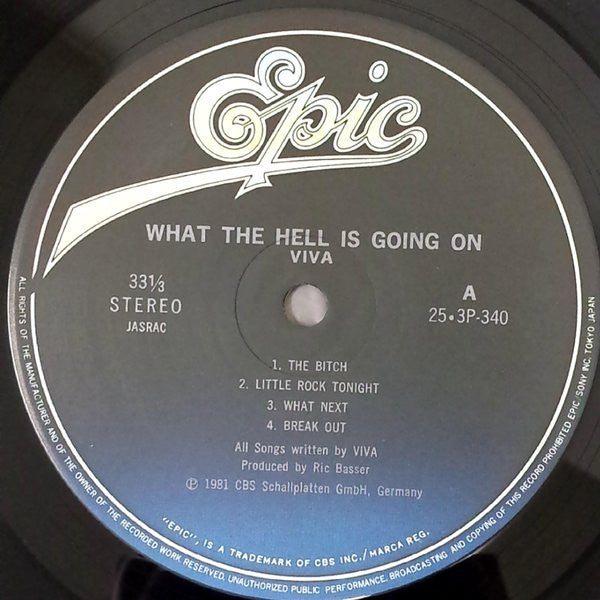 Epic
WHAT THE HELL IS GOING ON
VIVA
33⅓
STEREO
JASRAC
A
25•3P-340
1. THE BITCH
2. LITTLE ROCK TONIGHT
3. WHAT NEXT
4. BREAK OUT
All Songs written by VIVA
Produced by Ric Basser
℗ 1981 CBS Schallplatten GmbH, Germany
"EPIC", IS A TRADEMARK OF CBS INC./MARCA REG.
ALL RIGHTS OF THE MANUFACTURER AND OF THE OWNER OF THE RECORDED WORK RESERVED. UNAUTHORIZED PUBLIC PERFORMANCE, BROADCASTING AND COPYING OF THIS RECORD PROHIBITED EPIC/SONY INC. TOKYO JAPAN